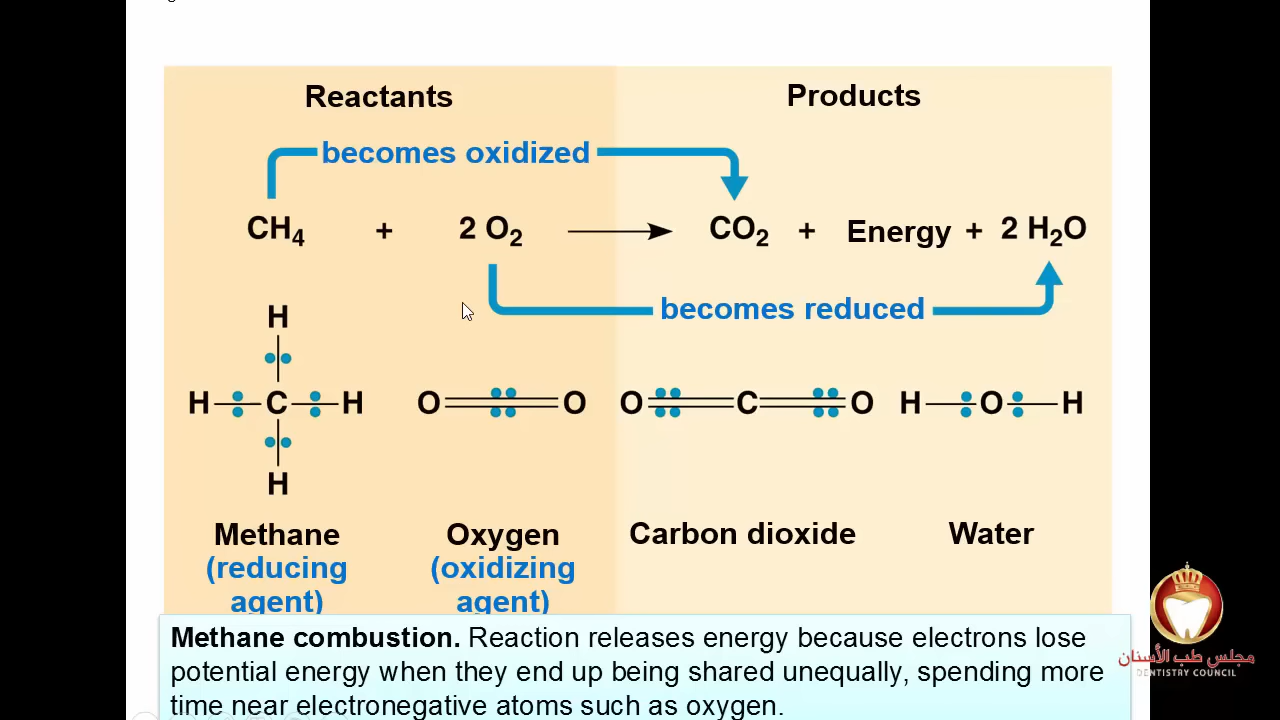 Reactants
Products
becomes oxidized
CH4 + 2 O2 → CO2 + Energy + 2 H2O
becomes reduced
H
H C H O O O C O H O H
H
Methane Oxygen Carbon dioxide Water
(reducing (oxidizing
agent) agent)
Methane combustion. Reaction releases energy because electrons lose
potential energy when they end up being shared unequally, spending more
time near electronegative atoms such as oxygen.
مجلس طب الأسنان
DENTISTRY COUNCIL